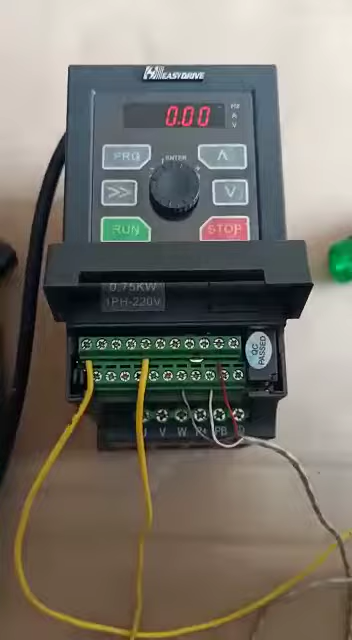 EASYDRIVE
0.00
Hz
A
V
PRG
ENTER
>>
RUN
STOP
0.75KW
1PH-220V
QC
PASSED
V W P+ PB